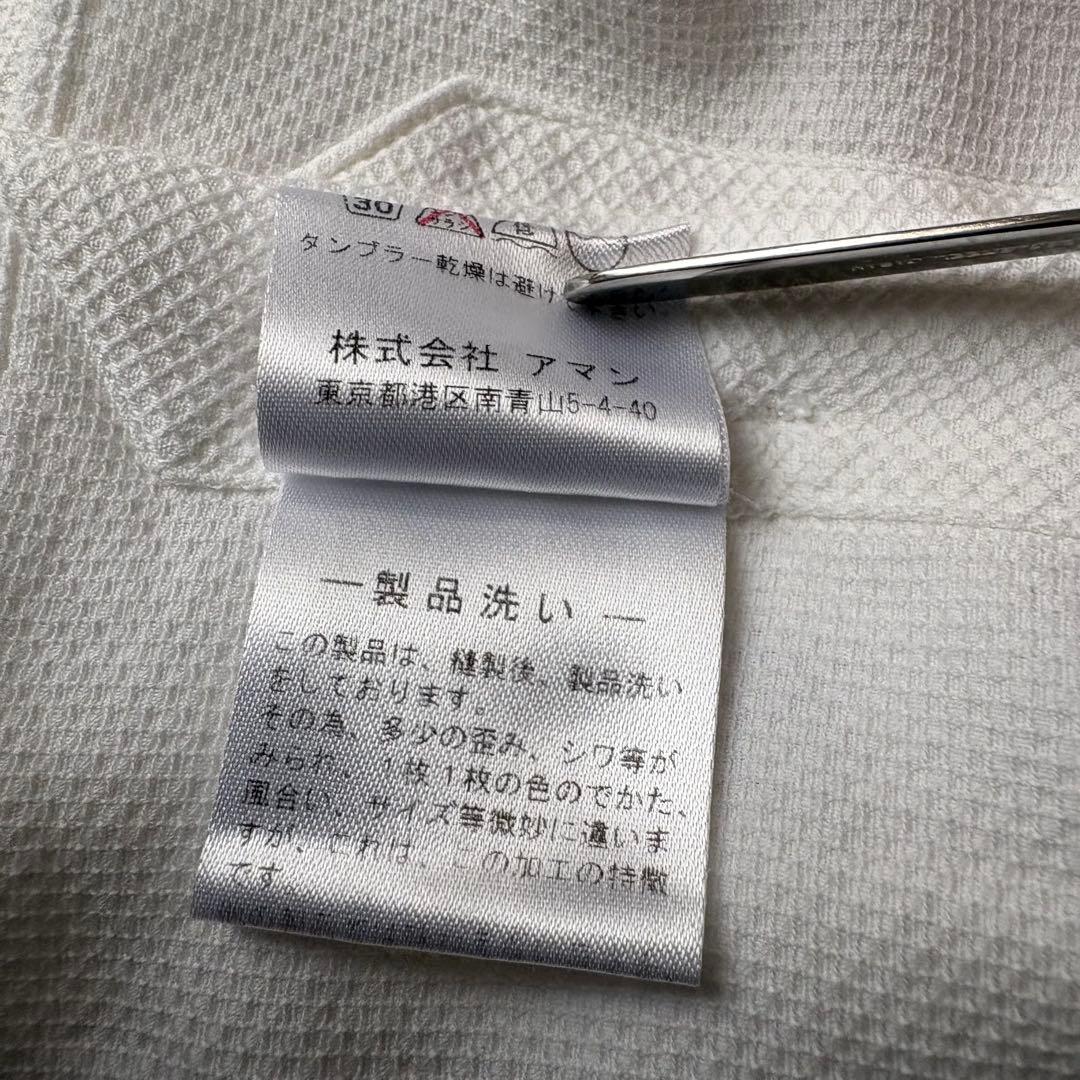 30
タンブラー乾燥は避け
株式会社 アマン
東京都港区南青山5-4-40
― 製品洗い ―
この製品は、縫製後、製品洗い
をしております。
その為、多少の歪み、シワ等が
みられ、1枚1枚の色のでかた、
風合い、サイズ等微妙に違いま
すが、これは、この加工の特徴
です